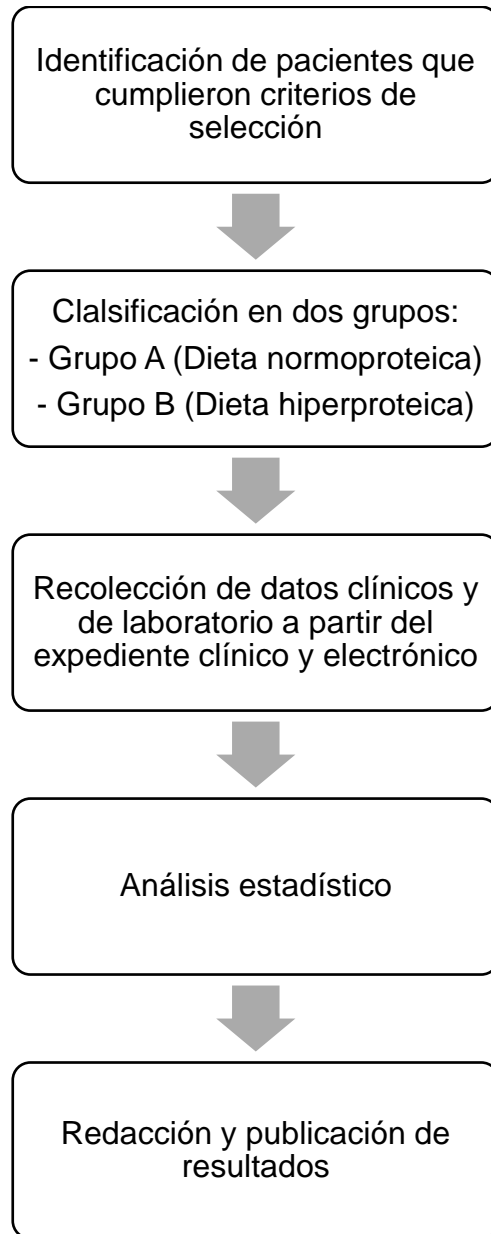 Identificación de pacientes que
cumplieron criterios de
selección
Clalsificación en dos grupos:
- Grupo A (Dieta normoproteica)
- Grupo B (Dieta hiperproteica)
Recolección de datos clínicos y
de laboratorio a partir del
expediente clínico y electrónico
Análisis estadístico
Redacción y publicación de
resultados